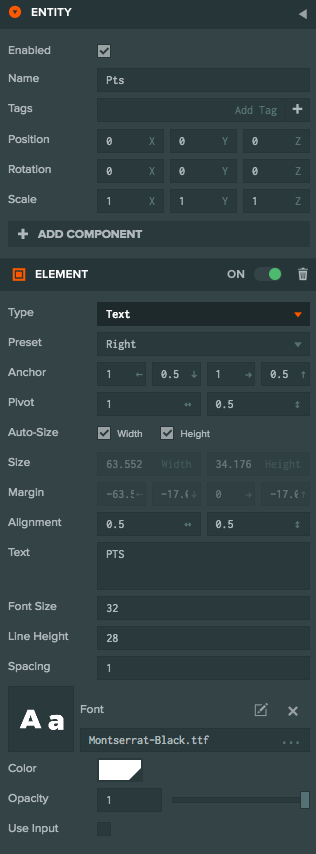 ENTITY
Enabled
Name Pts
Tags Add Tag +
Position 0 X 0 Y 0 Z
Rotation 0 X 0 Y 0 Z
Scale 1 X 1 Y 1 Z
+ ADD COMPONENT
ELEMENT ON
Type Text
Preset Right
Anchor 1 ← 0.5 ↓ 1 → 0.5 ↑
Pivot 1 ↔ 0.5 ↕
Auto-Size Width Height
Size 63.552 Width 34.176 Height
Margin -63.5 ← -17.0 ↓ 0 → -17.0 ↑
Alignment 0.5 ↔ 0.5 ↕
Text PTS
Font Size 32
Line Height 28
Spacing 1
Aa Font
Montserrat-Black.ttf ...
Color
Opacity 1
Use Input